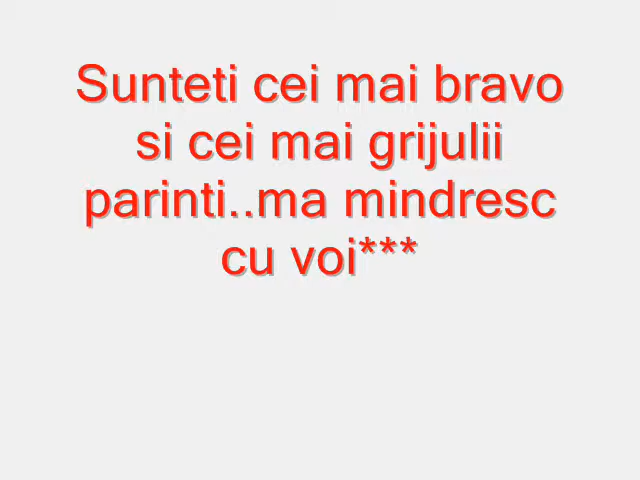 Sunteti cei mai bravo
si cei mai grijulii
parinti..ma mindresc
cu voi***